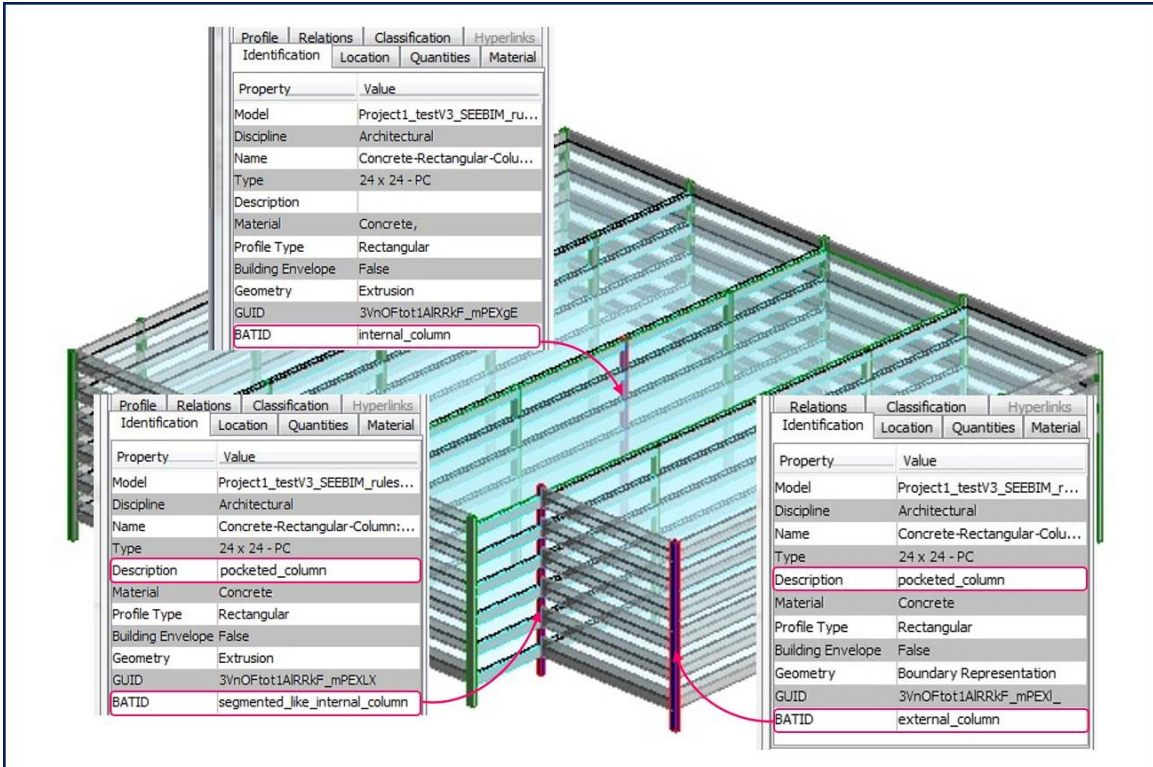 Profile Relations Classification Hyperlinks
Identification Location Quantities Material
Property Value
Model Project1_testV3_SEEBIM_ru...
Discipline Architectural
Name Concrete-Rectangular-Colu...
Type 24 x 24 - PC
Description
Material Concrete,
Profile Type Rectangular
Building Envelope False
Geometry Extrusion
GUID 3VnOFtot1AlRRkF_mPEXgE
BATID internal_column
Profile Relations Classification Hyperlinks
Identification Location Quantities Material
Property Value
Model Project1_testV3_SEEBIM_rules...
Discipline Architectural
Name Concrete-Rectangular-Column:...
Type 24 x 24 - PC
Description pocketed_column
Material Concrete
Profile Type Rectangular
Building Envelope False
Geometry Extrusion
GUID 3VnOFtot1AlRRkF_mPEXLX
BATID segmented_like_internal_column
Relations Classification Hyperlinks
Identification Location Quantities Material
Property Value
Model Project1_testV3_SEEBIM_r...
Discipline Architectural
Name Concrete-Rectangular-Colu...
Type 24 x 24 - PC
Description pocketed_column
Material Concrete
Profile Type Rectangular
Building Envelope False
Geometry Boundary Representation
GUID 3VnOFtot1AlRRkF_mPEXl_
BATID external_column